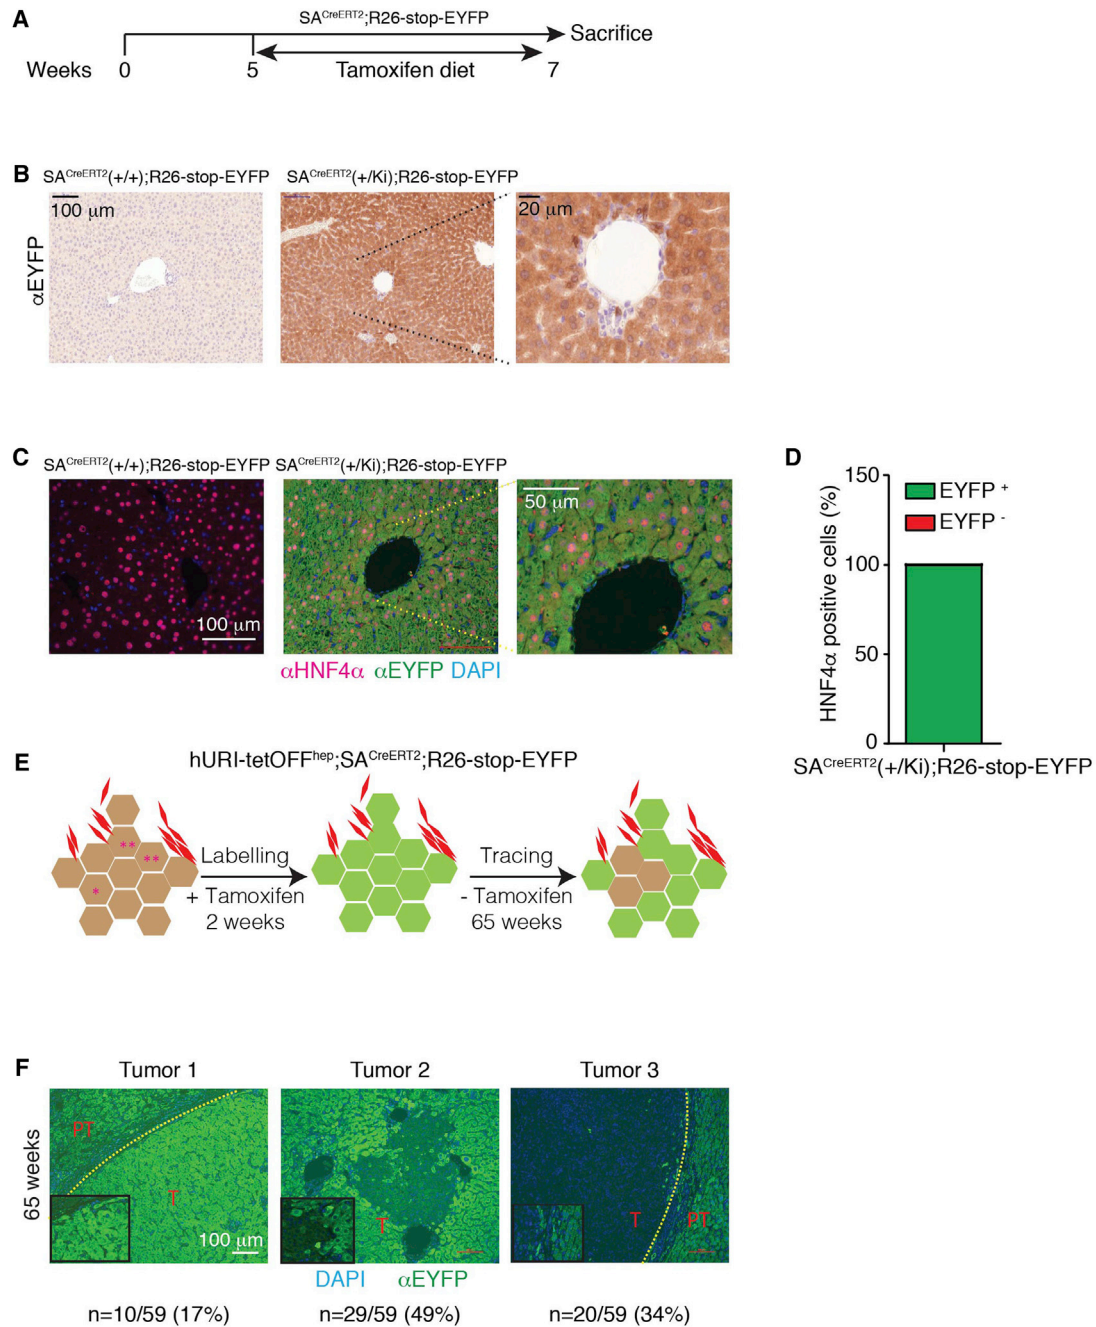 A
SA^CreERT2;R26-stop-EYFP
Sacrifice
Weeks 0 5 Tamoxifen diet 7
B
SA^CreERT2(+/+);R26-stop-EYFP SA^CreERT2(+/Ki);R26-stop-EYFP
100 µm 20 µm
αEYFP
C
SA^CreERT2(+/+);R26-stop-EYFP SA^CreERT2(+/Ki);R26-stop-EYFP
50 µm
100 µm
αHNF4α αEYFP DAPI
D
150
EYFP +
EYFP -
100
50
0
HNF4α positive cells (%)
SA^CreERT2(+/Ki);R26-stop-EYFP
E
hURI-tetOFF^hep;SA^CreERT2;R26-stop-EYFP
**
**
*
Labelling
+ Tamoxifen
2 weeks
Tracing
- Tamoxifen
65 weeks
F
Tumor 1 Tumor 2 Tumor 3
65 weeks
PT
T
100 µm
T
T PT
DAPI αEYFP
n=10/59 (17%) n=29/59 (49%) n=20/59 (34%)